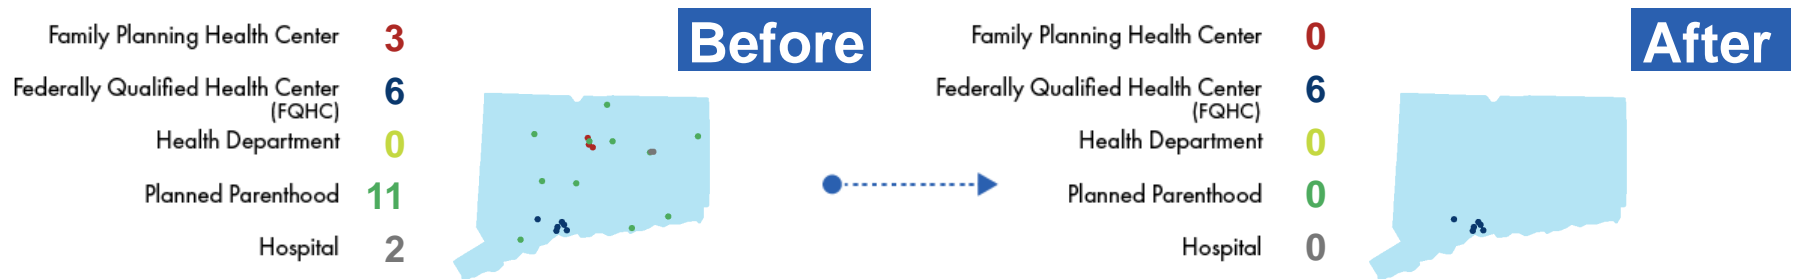 Before
Family Planning Health Center 3
Federally Qualified Health Center 6
(FQHC)
Health Department 0
Planned Parenthood 11
Hospital 2
After
Family Planning Health Center 0
Federally Qualified Health Center 6
(FQHC)
Health Department 0
Planned Parenthood 0
Hospital 0